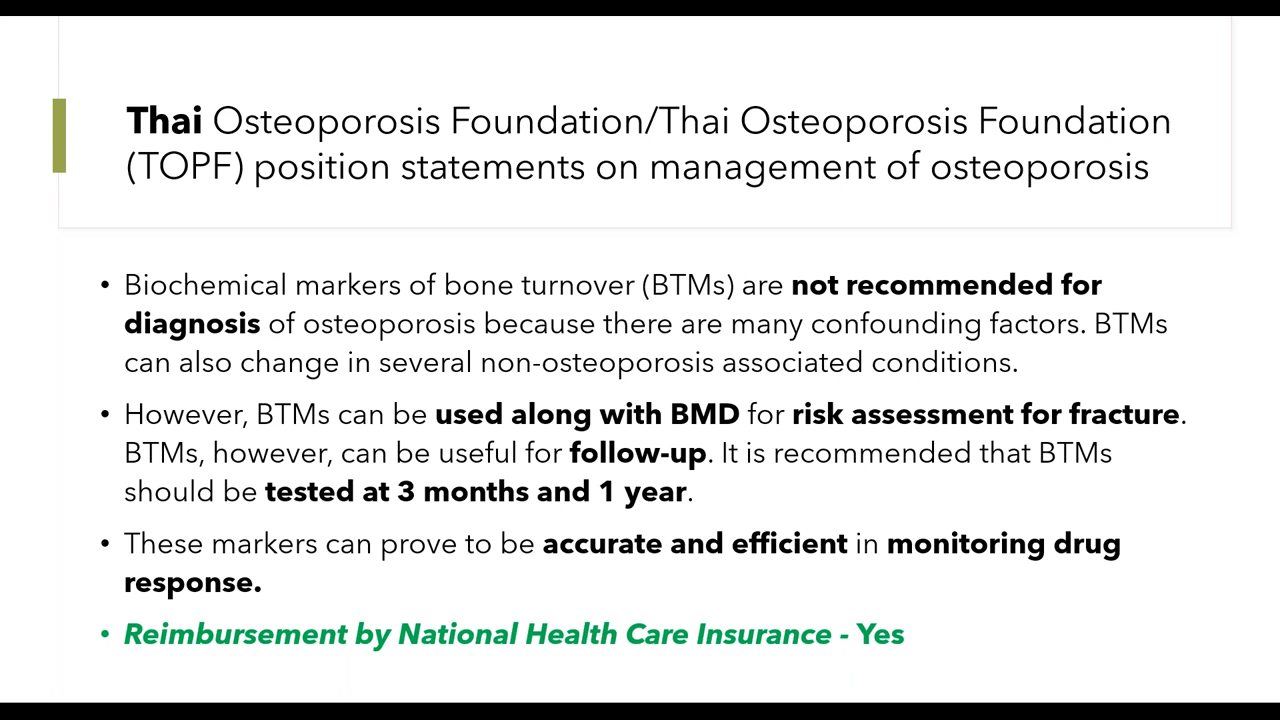 Thai Osteoporosis Foundation/Thai Osteoporosis Foundation
(TOPF) position statements on management of osteoporosis
• Biochemical markers of bone turnover (BTMs) are not recommended for
diagnosis of osteoporosis because there are many confounding factors. BTMs
can also change in several non-osteoporosis associated conditions.
• However, BTMs can be used along with BMD for risk assessment for fracture.
BTMs, however, can be useful for follow-up. It is recommended that BTMs
should be tested at 3 months and 1 year.
• These markers can prove to be accurate and efficient in monitoring drug
response.
• Reimbursement by National Health Care Insurance - Yes